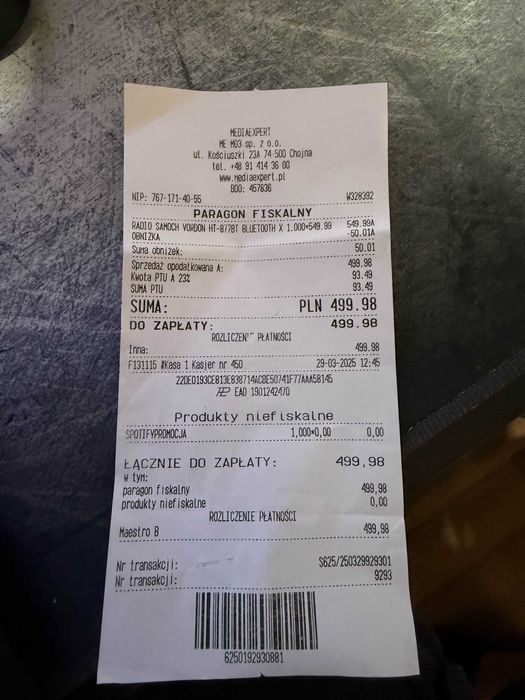 MEDIAEXPERT
ME M03 sp. z o.o.
ul. Kościuszki 23A 74-500 Chojna
tel. +48 91 414 36 00
www.mediaexpert.pl
BDO: 457836
NIP: 767-171-40-55 W328392
PARAGON FISKALNY
RADIO SAMOCH VORDON HT-877BT BLUETOOTH X 1.000×549.99 549.99A
OBNIŻKA -50.01A
Suma obniżek: 50.01
Sprzedaż opodatkowana A: 499.98
Kwota PTU A 23% 93.49
SUMA PTU 93.49
SUMA: PLN 499.98
DO ZAPŁATY: 499.98
ROZLICZENIE PŁATNOŚCI
Inna: 499.98
F131115 #Kasa 1 Kasjer nr 450 29-03-2025 12:45
EAD 1901242470
Produkty niefiskalne
SPOTIFYPROMOCJA 1,000×0,00 0,00
ŁĄCZNIE DO ZAPŁATY: 499,98
w tym:
paragon fiskalny 499,98
produkty niefiskalne 0,00
ROZLICZENIE PŁATNOŚCI
Maestro B 499,98
Nr transakcji: S625/250329929301
Nr transakcji: 9293
6250192930881